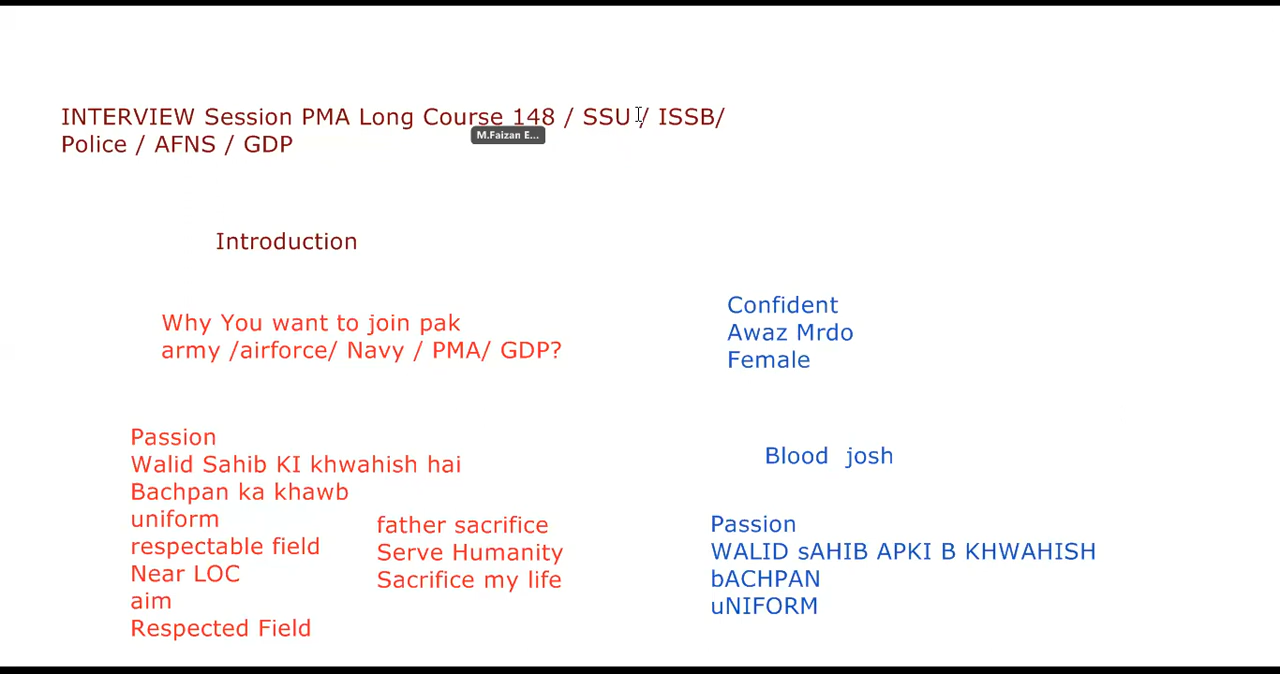 INTERVIEW Session PMA Long Course 148 / SSU / ISSB/
M.Faizan E...
Police / AFNS / GDP
Introduction
Why You want to join pak
army /airforce/ Navy / PMA/ GDP?
Confident
Awaz Mrdo
Female
Passion
Walid Sahib KI khwahish hai
Bachpan ka khawb
uniform
respectable field
Near LOC
aim
Respected Field
father sacrifice
Serve Humanity
Sacrifice my life
Blood josh
Passion
WALID sAHIB APKI B KHWAHISH
bACHPAN
uNIFORM